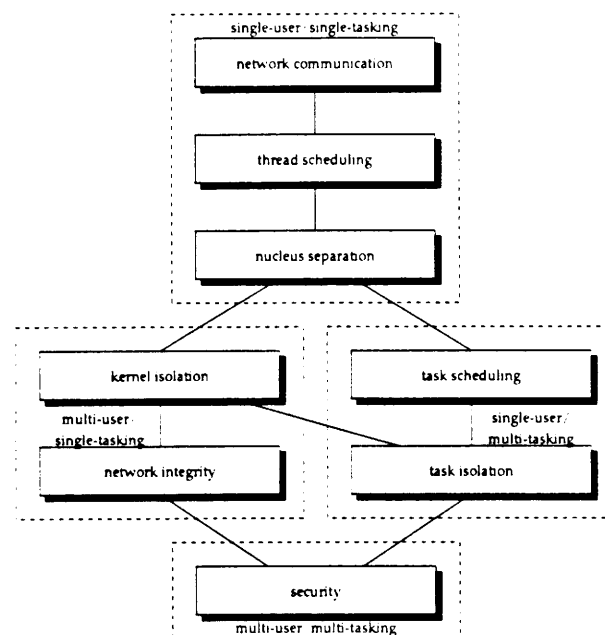 single-user·single-tasking
network communication
thread scheduling
nucleus separation
kernel isolation
task scheduling
multi-user·
single-tasking
single-user/
multi-tasking
network integrity
task isolation
security
multi-user multi-tasking